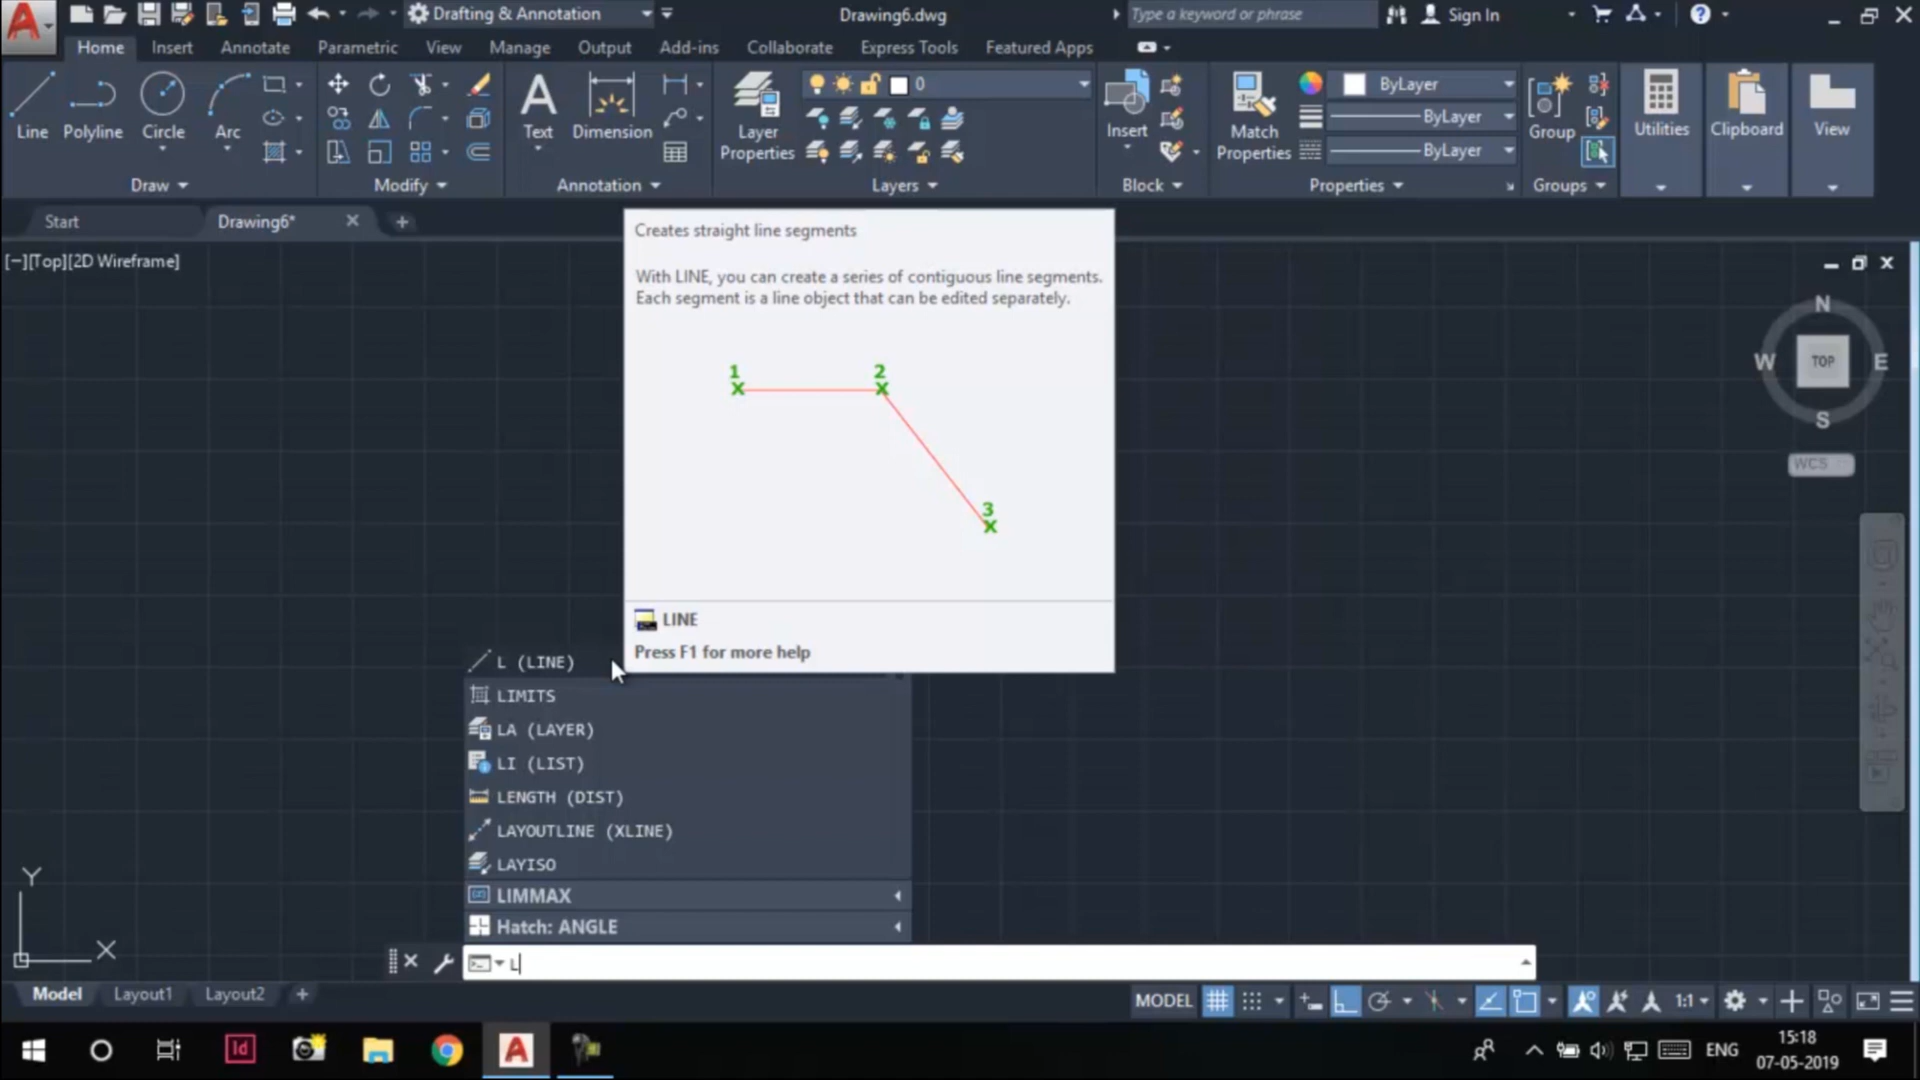 Drafting & Annotation
Drawing6.dwg
Type a keyword or phrase
Sign In
Home
Insert
Annotate
Parametric
View
Manage
Output
Add-ins
Collaborate
Express Tools
Featured Apps
Line
Polyline
Circle
Arc
Text
Dimension
Layer
Properties
0
Insert
Match
Properties
ByLayer
ByLayer
ByLayer
Group
Utilities
Clipboard
View
Draw
Modify
Annotation
Layers
Block
Properties
Groups
Start
Drawing6*
[−][Top][2D Wireframe]
Creates straight line segments
With LINE, you can create a series of contiguous line segments.
Each segment is a line object that can be edited separately.
1
2
3
LINE
Press F1 for more help
N
W
TOP
E
S
WCS
L (LINE)
LIMITS
LA (LAYER)
LI (LIST)
LENGTH (DIST)
LAYOUTLINE (XLINE)
LAYISO
LIMMAX
Hatch: ANGLE
L
Y
X
Model
Layout1
Layout2
MODEL
1:1
Id
ENG
15:18
07-05-2019